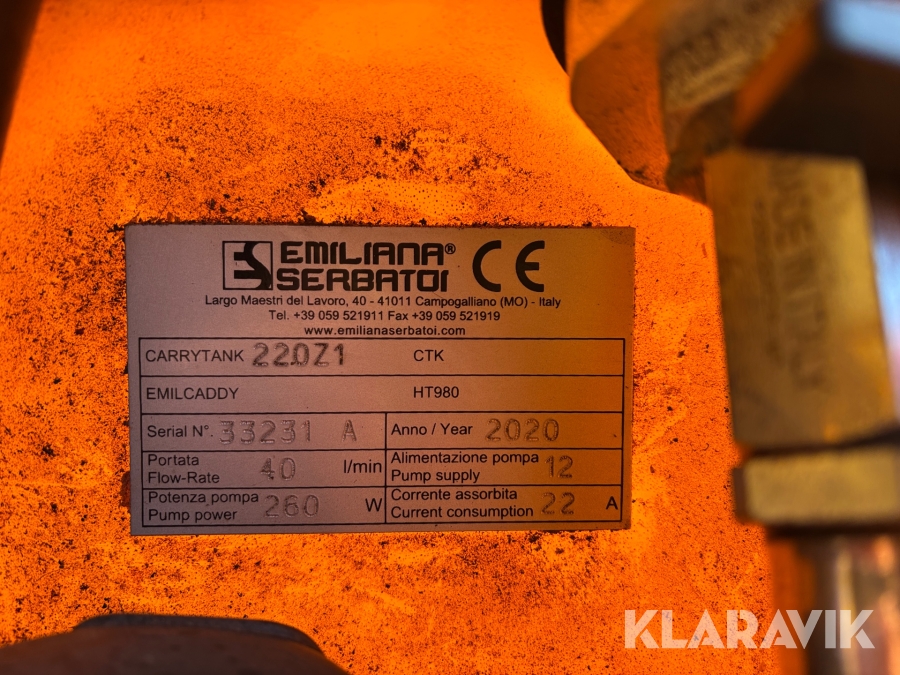 EMILIANA®
SERBATOI
CE
Largo Maestri del Lavoro, 40 - 41011 Campogalliano (MO) - Italy
Tel. +39 059 521911 Fax +39 059 521919
www.emilianaserbatoi.com
CARRYTANK 220Z1 CTK
EMILCADDY HT980
Serial N°. 33231 A Anno / Year 2020
Portata
Flow-Rate 40 l/min
Alimentazione pompa
Pump supply 12
Potenza pompa
Pump power 260 W
Corrente assorbita
Current consumption 22 A
KLARAVIK